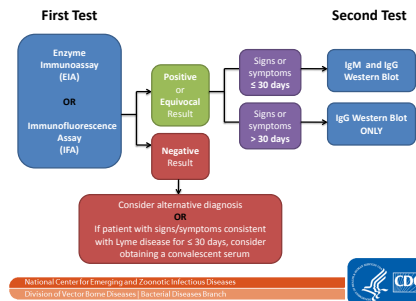 First Test
Second Test
Enzyme
Immunoassay
(EIA)
OR
Immunofluorescence
Assay
(IFA)
Positive
or
Equivocal
Result
Negative
Result
Signs or
symptoms
≤ 30 days
Signs or
symptoms
> 30 days
IgM and IgG
Western Blot
IgG Western Blot
ONLY
Consider alternative diagnosis
OR
If patient with signs/symptoms consistent
with Lyme disease for ≤ 30 days, consider
obtaining a convalescent serum
National Center for Emerging and Zoonotic Infectious Diseases
Division of Vector Borne Diseases | Bacterial Diseases Branch
CDC